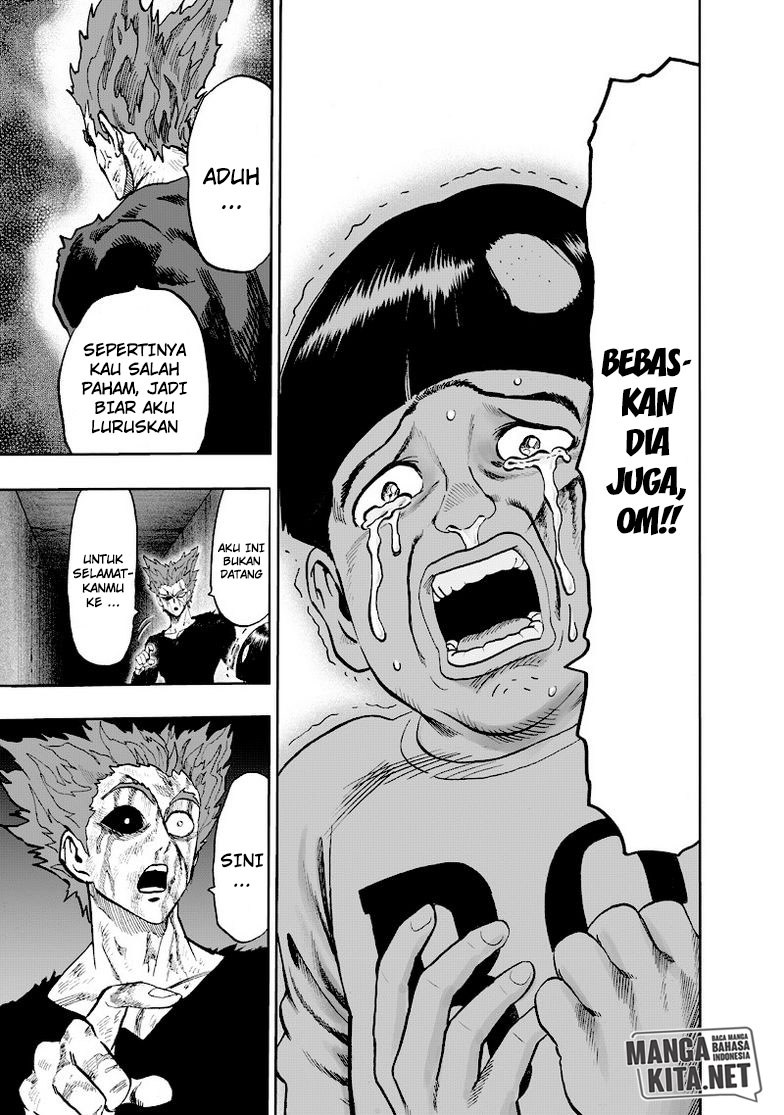 BEBAS-
KAN
DIA
JUGA,
OM!!
ADUH
...
SEPERTINYA
KAU SALAH
PAHAM, JADI
BIAR AKU
LURUSKAN
AKU INI
BUKAN
DATANG
UNTUK
SELAMAT-
KANMU
KE ...
SINI
...
MANGA
KITA.NET
BACA MANGA
BAHASA
INDONESIA